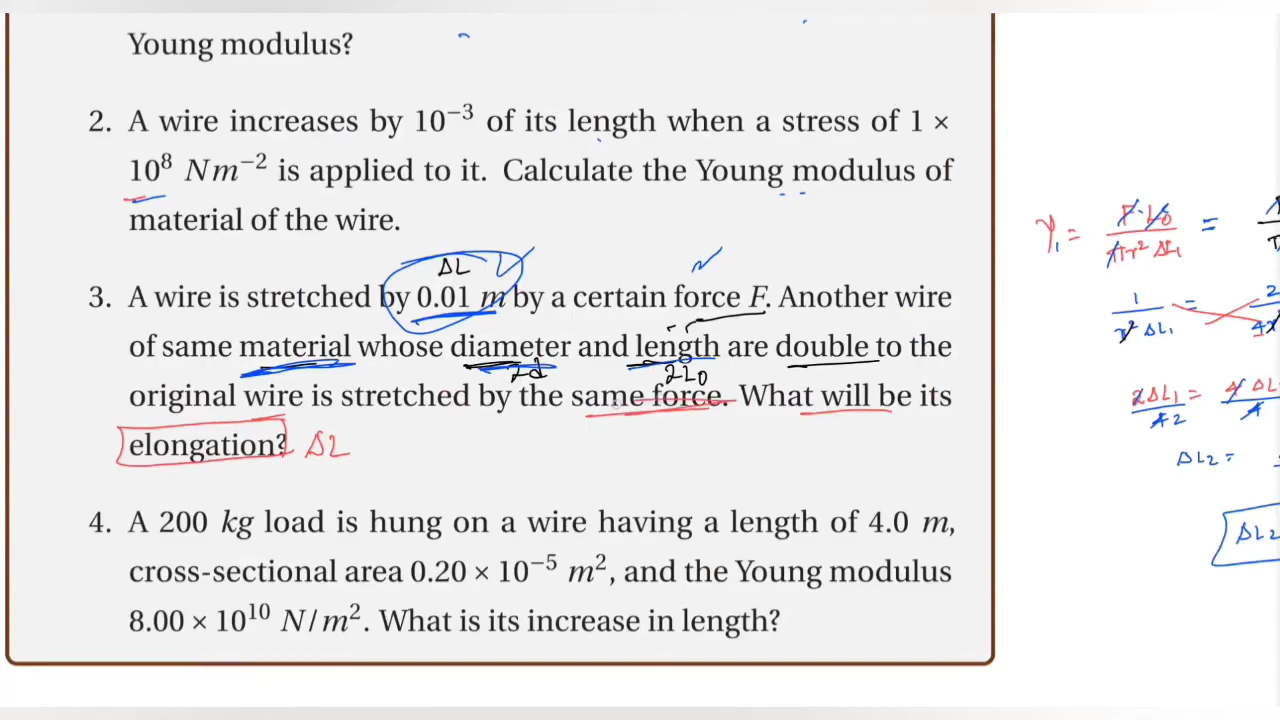 Young modulus?
2. A wire increases by 10⁻³ of its length when a stress of 1 ×
10⁸ Nm⁻² is applied to it. Calculate the Young modulus of
material of the wire.
ΔL
3. A wire is stretched by 0.01 m by a certain force F. Another wire
of same material whose diameter and length are double to the
2d 2L₀
original wire is stretched by the same force. What will be its
elongation? ΔL
4. A 200 kg load is hung on a wire having a length of 4.0 m,
cross-sectional area 0.20 × 10⁻⁵ m², and the Young modulus
8.00 × 10¹⁰ N/m². What is its increase in length?
Y₁ = F·L₀ / πr² ΔL₁ =
1 / r² ΔL₁ = 2 / 4
2ΔL₁ / 4 2 = 4 ΔL / 4
ΔL₂ =
ΔL₂